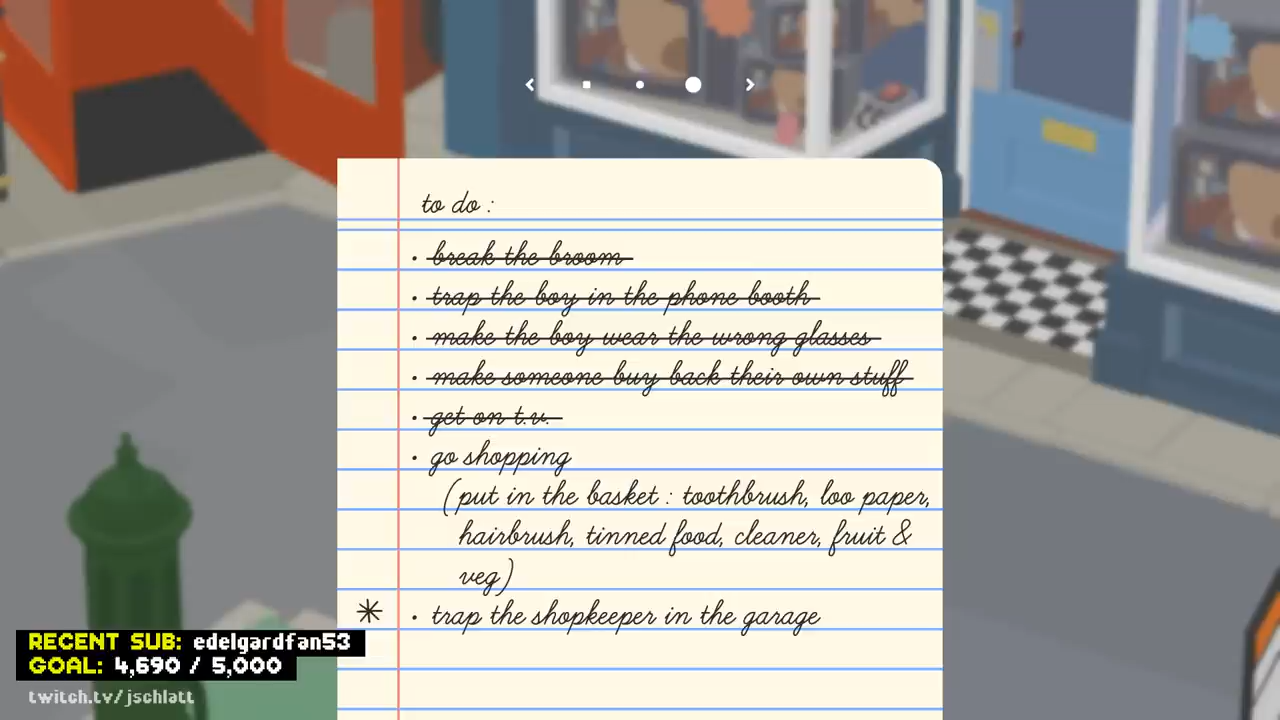 to do :
• break the broom
• trap the boy in the phone booth
• make the boy wear the wrong glasses
• make someone buy back their own stuff
• get on t.v.
• go shopping
(put in the basket : toothbrush, loo paper,
hairbrush, tinned food, cleaner, fruit &
veg)
• trap the shopkeeper in the garage
RECENT SUB: edelgardfan53
GOAL: 4,690 / 5,000
twitch.tv/jschlatt